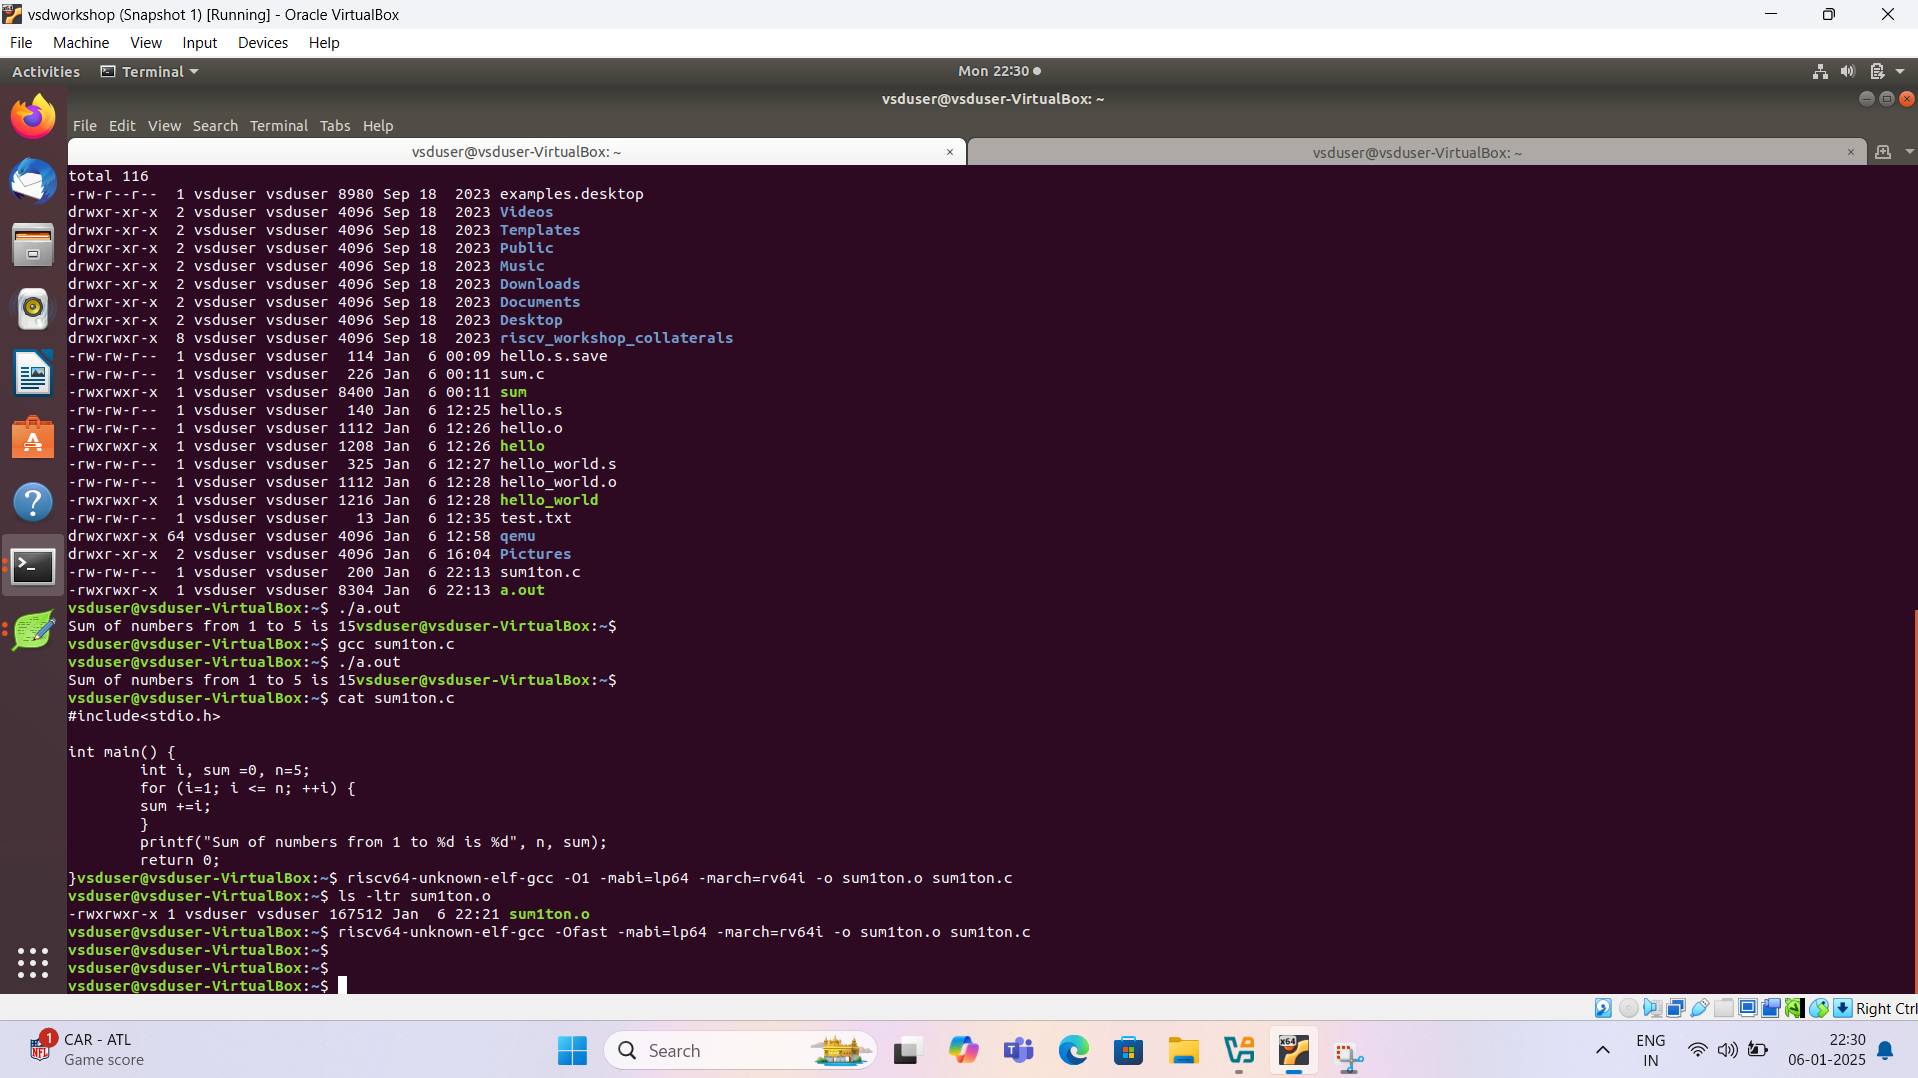 vsdworkshop (Snapshot 1) [Running] - Oracle VirtualBox
File Machine View Input Devices Help
Activities Terminal Mon 22:30
vsduser@vsduser-VirtualBox: ~
File Edit View Search Terminal Tabs Help
vsduser@vsduser-VirtualBox: ~ × vsduser@vsduser-VirtualBox: ~ ×
total 116
-rw-r--r--  1 vsduser vsduser 8980 Sep 18  2023 examples.desktop
drwxr-xr-x  2 vsduser vsduser 4096 Sep 18  2023 Videos
drwxr-xr-x  2 vsduser vsduser 4096 Sep 18  2023 Templates
drwxr-xr-x  2 vsduser vsduser 4096 Sep 18  2023 Public
drwxr-xr-x  2 vsduser vsduser 4096 Sep 18  2023 Music
drwxr-xr-x  2 vsduser vsduser 4096 Sep 18  2023 Downloads
drwxr-xr-x  2 vsduser vsduser 4096 Sep 18  2023 Documents
drwxr-xr-x  2 vsduser vsduser 4096 Sep 18  2023 Desktop
drwxrwxr-x  8 vsduser vsduser 4096 Sep 18  2023 riscv_workshop_collaterals
-rw-rw-r--  1 vsduser vsduser  114 Jan  6 00:09 hello.s.save
-rw-rw-r--  1 vsduser vsduser  226 Jan  6 00:11 sum.c
-rwxrwxr-x  1 vsduser vsduser 8400 Jan  6 00:11 sum
-rw-rw-r--  1 vsduser vsduser  140 Jan  6 12:25 hello.s
-rw-rw-r--  1 vsduser vsduser 1112 Jan  6 12:26 hello.o
-rwxrwxr-x  1 vsduser vsduser 1208 Jan  6 12:26 hello
-rw-rw-r--  1 vsduser vsduser  325 Jan  6 12:27 hello_world.s
-rw-rw-r--  1 vsduser vsduser 1112 Jan  6 12:28 hello_world.o
-rwxrwxr-x  1 vsduser vsduser 1216 Jan  6 12:28 hello_world
-rw-rw-r--  1 vsduser vsduser   13 Jan  6 12:35 test.txt
drwxrwxr-x 64 vsduser vsduser 4096 Jan  6 12:58 qemu
drwxr-xr-x  2 vsduser vsduser 4096 Jan  6 16:04 Pictures
-rw-rw-r--  1 vsduser vsduser  200 Jan  6 22:13 sum1ton.c
-rwxrwxr-x  1 vsduser vsduser 8304 Jan  6 22:13 a.out
vsduser@vsduser-VirtualBox:~$ ./a.out
Sum of numbers from 1 to 5 is 15vsduser@vsduser-VirtualBox:~$
vsduser@vsduser-VirtualBox:~$ gcc sum1ton.c
vsduser@vsduser-VirtualBox:~$ ./a.out
Sum of numbers from 1 to 5 is 15vsduser@vsduser-VirtualBox:~$
vsduser@vsduser-VirtualBox:~$ cat sum1ton.c
#include<stdio.h>
int main() {
int i, sum =0, n=5;
for (i=1; i <= n; ++i) {
sum +=i;
}
printf("Sum of numbers from 1 to %d is %d", n, sum);
return 0;
}vsduser@vsduser-VirtualBox:~$ riscv64-unknown-elf-gcc -O1 -mabi=lp64 -march=rv64i -o sum1ton.o sum1ton.c
vsduser@vsduser-VirtualBox:~$ ls -ltr sum1ton.o
-rwxrwxr-x 1 vsduser vsduser 167512 Jan  6 22:21 sum1ton.o
vsduser@vsduser-VirtualBox:~$ riscv64-unknown-elf-gcc -Ofast -mabi=lp64 -march=rv64i -o sum1ton.o sum1ton.c
vsduser@vsduser-VirtualBox:~$
vsduser@vsduser-VirtualBox:~$
vsduser@vsduser-VirtualBox:~$
Right Ctrl
1 CAR - ATL
Game score
Search
ENG
IN
22:30
06-01-2025